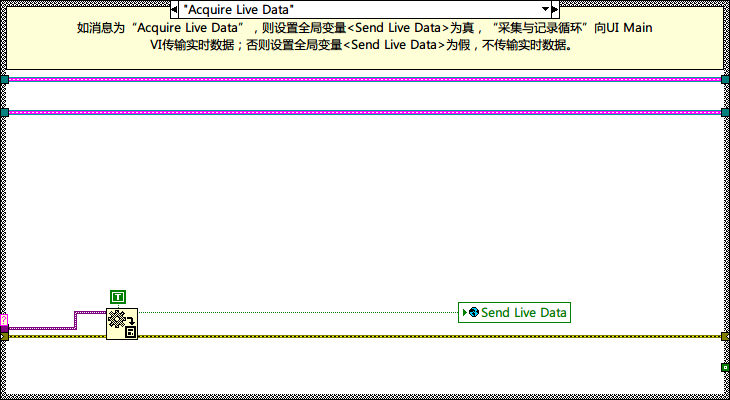 "Acquire Live Data"
如消息为“Acquire Live Data”，则设置全局变量<Send Live Data>为真，“采集与记录循环”向UI Main
VI传输实时数据；否则设置全局变量<Send Live Data>为假，不传输实时数据。
T
?
Send Live Data